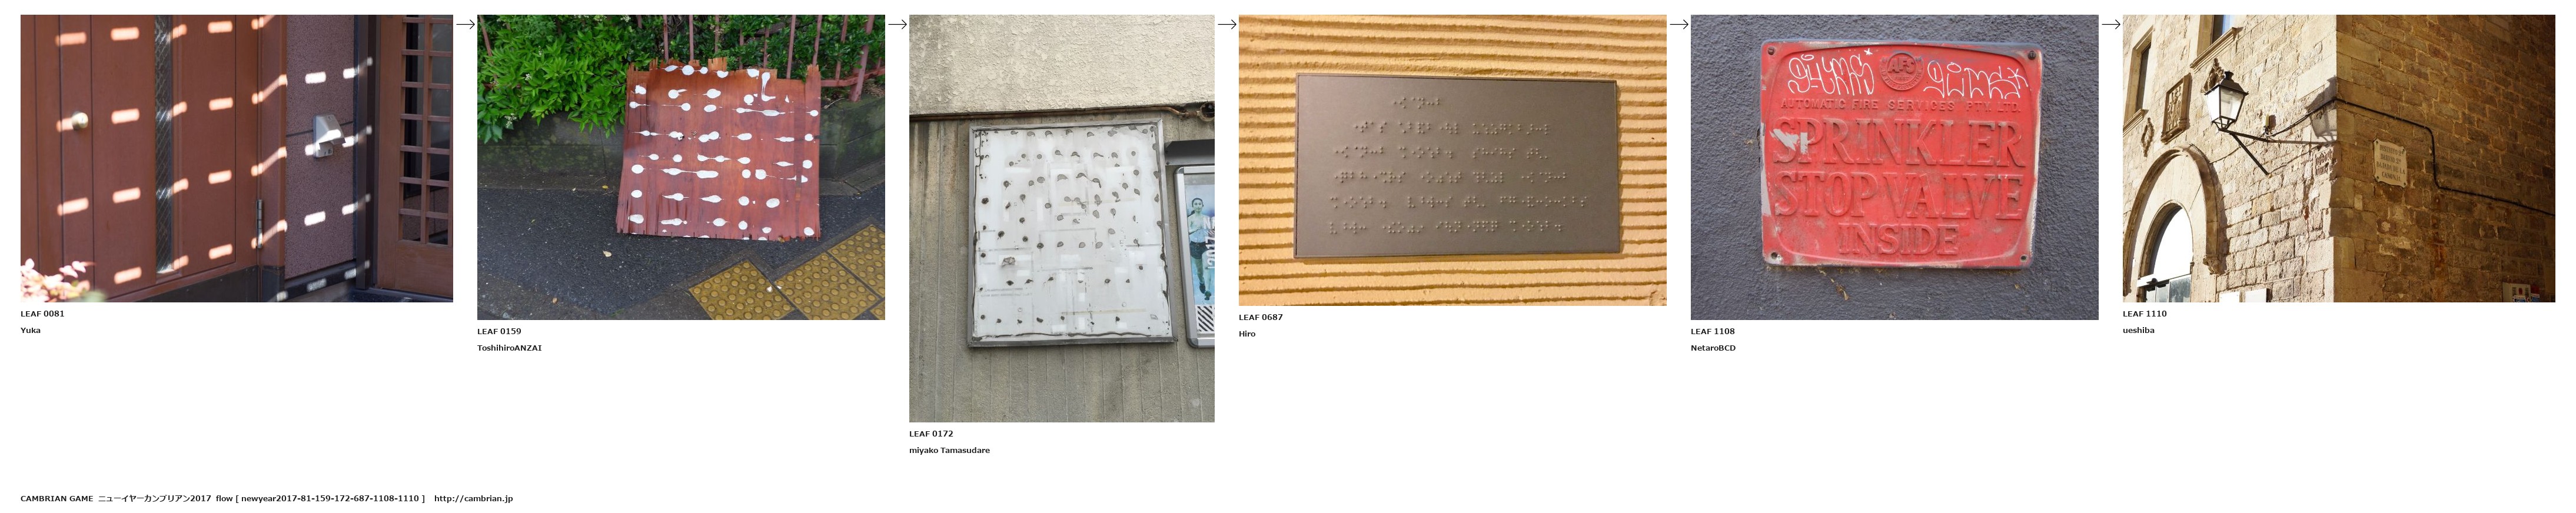 AFS
AUTOMATIC FIRE SERVICES PTY. LTD.
SPRINKLER
STOP VALVE
INSIDE
LEAF 0081
Yuka
LEAF 0159
ToshihiroANZAI
LEAF 0172
miyako Tamasudare
LEAF 0687
Hiro
LEAF 1108
NetaroBCD
LEAF 1110
ueshiba
CAMBRIAN GAME ニューイヤーカンブリアン2017 flow [ newyear2017-81-159-172-687-1108-1110 ] http://cambrian.jp